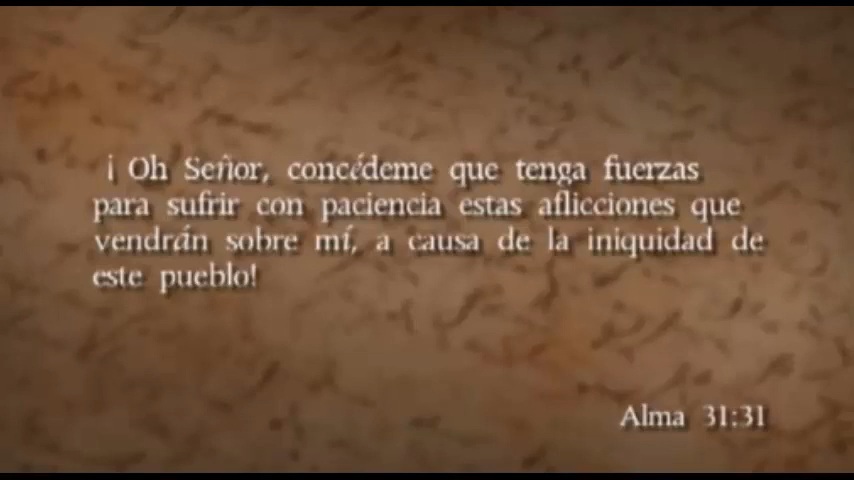 ¡ Oh Señor, concédeme que tenga fuerzas
para sufrir con paciencia estas aflicciones que
vendrán sobre mí, a causa de la iniquidad de
este pueblo!
Alma 31:31